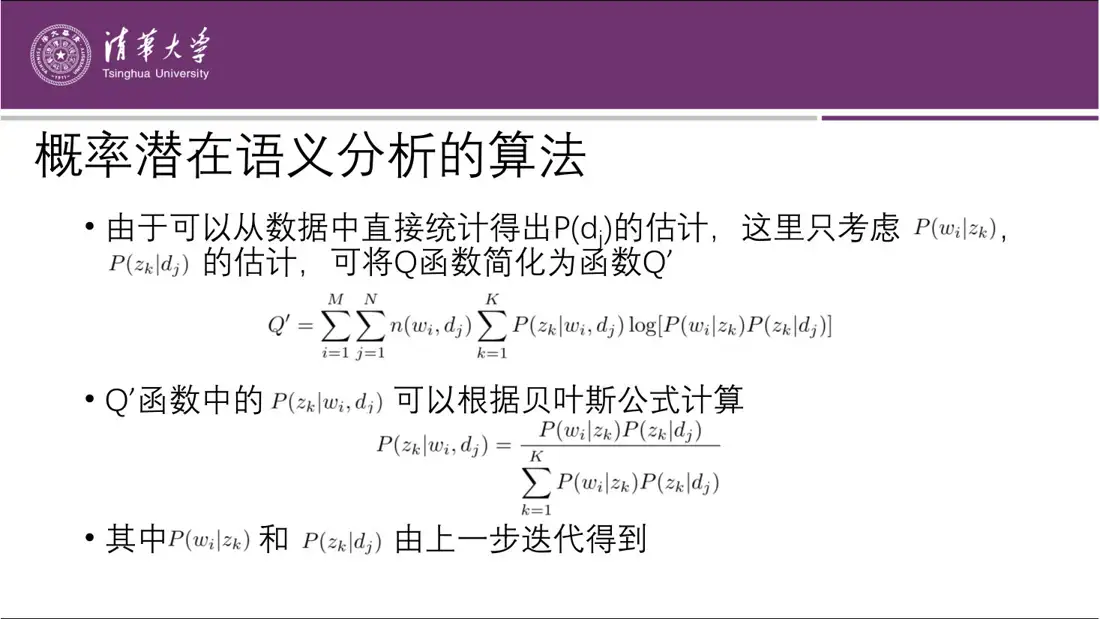 清华大学
Tsinghua University
概率潜在语义分析的算法
• 由于可以从数据中直接统计得出P(dj)的估计，这里只考虑 P(wi|zk)，
P(zk|dj) 的估计，可将Q函数简化为函数Q′
Q′ = ∑_{i=1}^{M} ∑_{j=1}^{N} n(wi, dj) ∑_{k=1}^{K} P(zk|wi, dj) log[P(wi|zk)P(zk|dj)]
• Q′函数中的 P(zk|wi, dj) 可以根据贝叶斯公式计算
P(zk|wi, dj) = P(wi|zk)P(zk|dj) / ∑_{k=1}^{K} P(wi|zk)P(zk|dj)
• 其中P(wi|zk) 和 P(zk|dj) 由上一步迭代得到